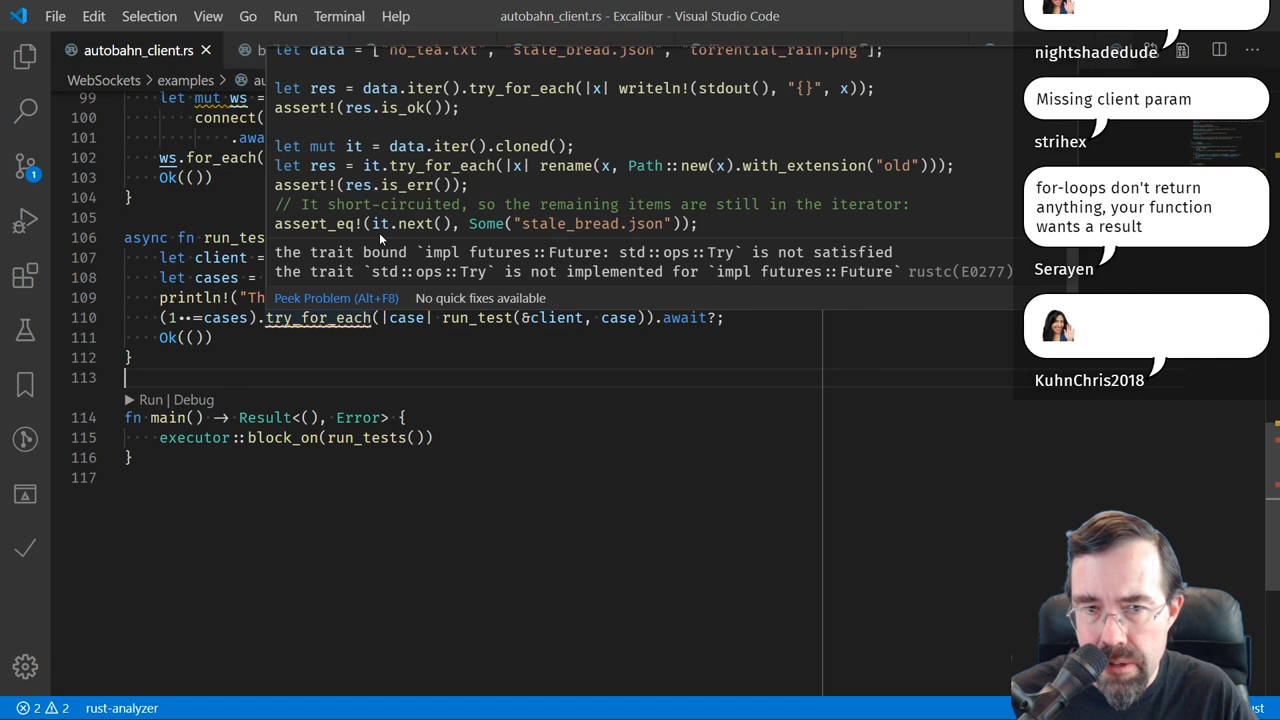 File Edit Selection View Go Run Terminal Help
autobahn_client.rs - Excalibur - Visual Studio Code
autobahn_client.rs
b
WebSockets › examples › au
let data = ["no_tea.txt", "stale_bread.json", "torrential_rain.png"];
let res = data.iter().try_for_each(|x| writeln!(stdout(), "{}", x));
assert!(res.is_ok());
let mut it = data.iter().cloned();
let res = it.try_for_each(|x| rename(x, Path::new(x).with_extension("old")));
assert!(res.is_err());
// It short-circuited, so the remaining items are still in the iterator:
assert_eq!(it.next(), Some("stale_bread.json"));
the trait bound `impl futures::Future: std::ops::Try` is not satisfied
the trait `std::ops::Try` is not implemented for `impl futures::Future` rustc(E0277)
Peek Problem (Alt+F8) No quick fixes available
99 let mut ws =
100 connect(
101 .awa
102 ws.for_each(
103 Ok(())
104 }
105
106 async fn run_tes
107 let client =
108 let cases =
109 println!("Th
110 (1..=cases).try_for_each(|case| run_test(&client, case)).await?;
111 Ok(())
112 }
113
Run | Debug
114 fn main() → Result<(), Error> {
115 executor::block_on(run_tests())
116 }
117
nightshadedude
Missing client param
strihex
for-loops don't return
anything, your function
wants a result
Serayen
KuhnChris2018
1
2 2 rust-analyzer